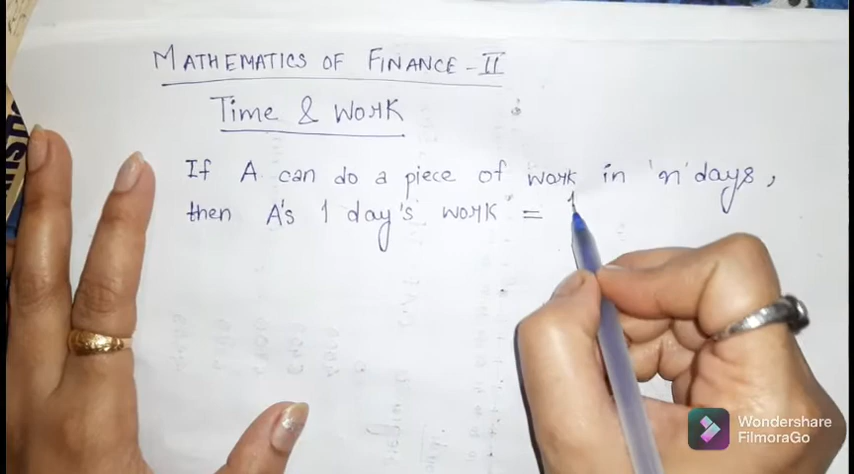 MATHEMATICS OF FINANCE - II
Time & Work
If A can do a piece of work in 'n' days,
then A's 1 day's work = 1
Wondershare
FilmoraGo